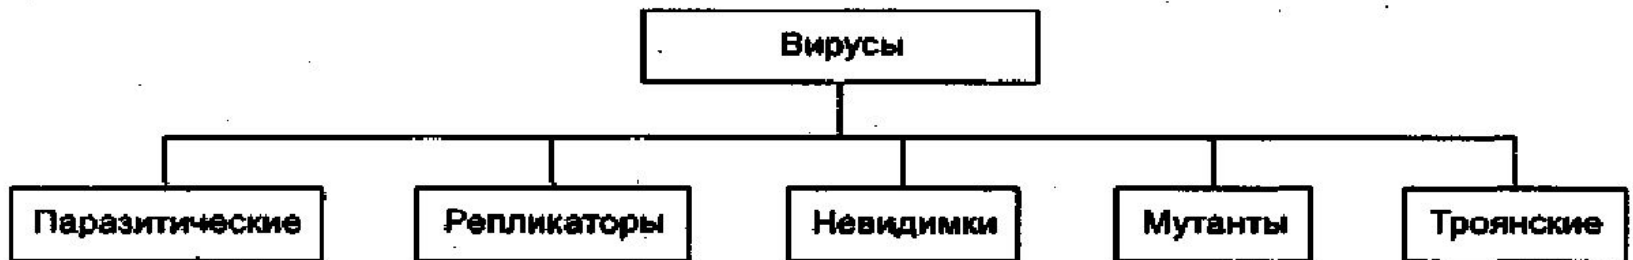 Вирусы
Паразитические
Репликаторы
Невидимки
Мутанты
Троянские